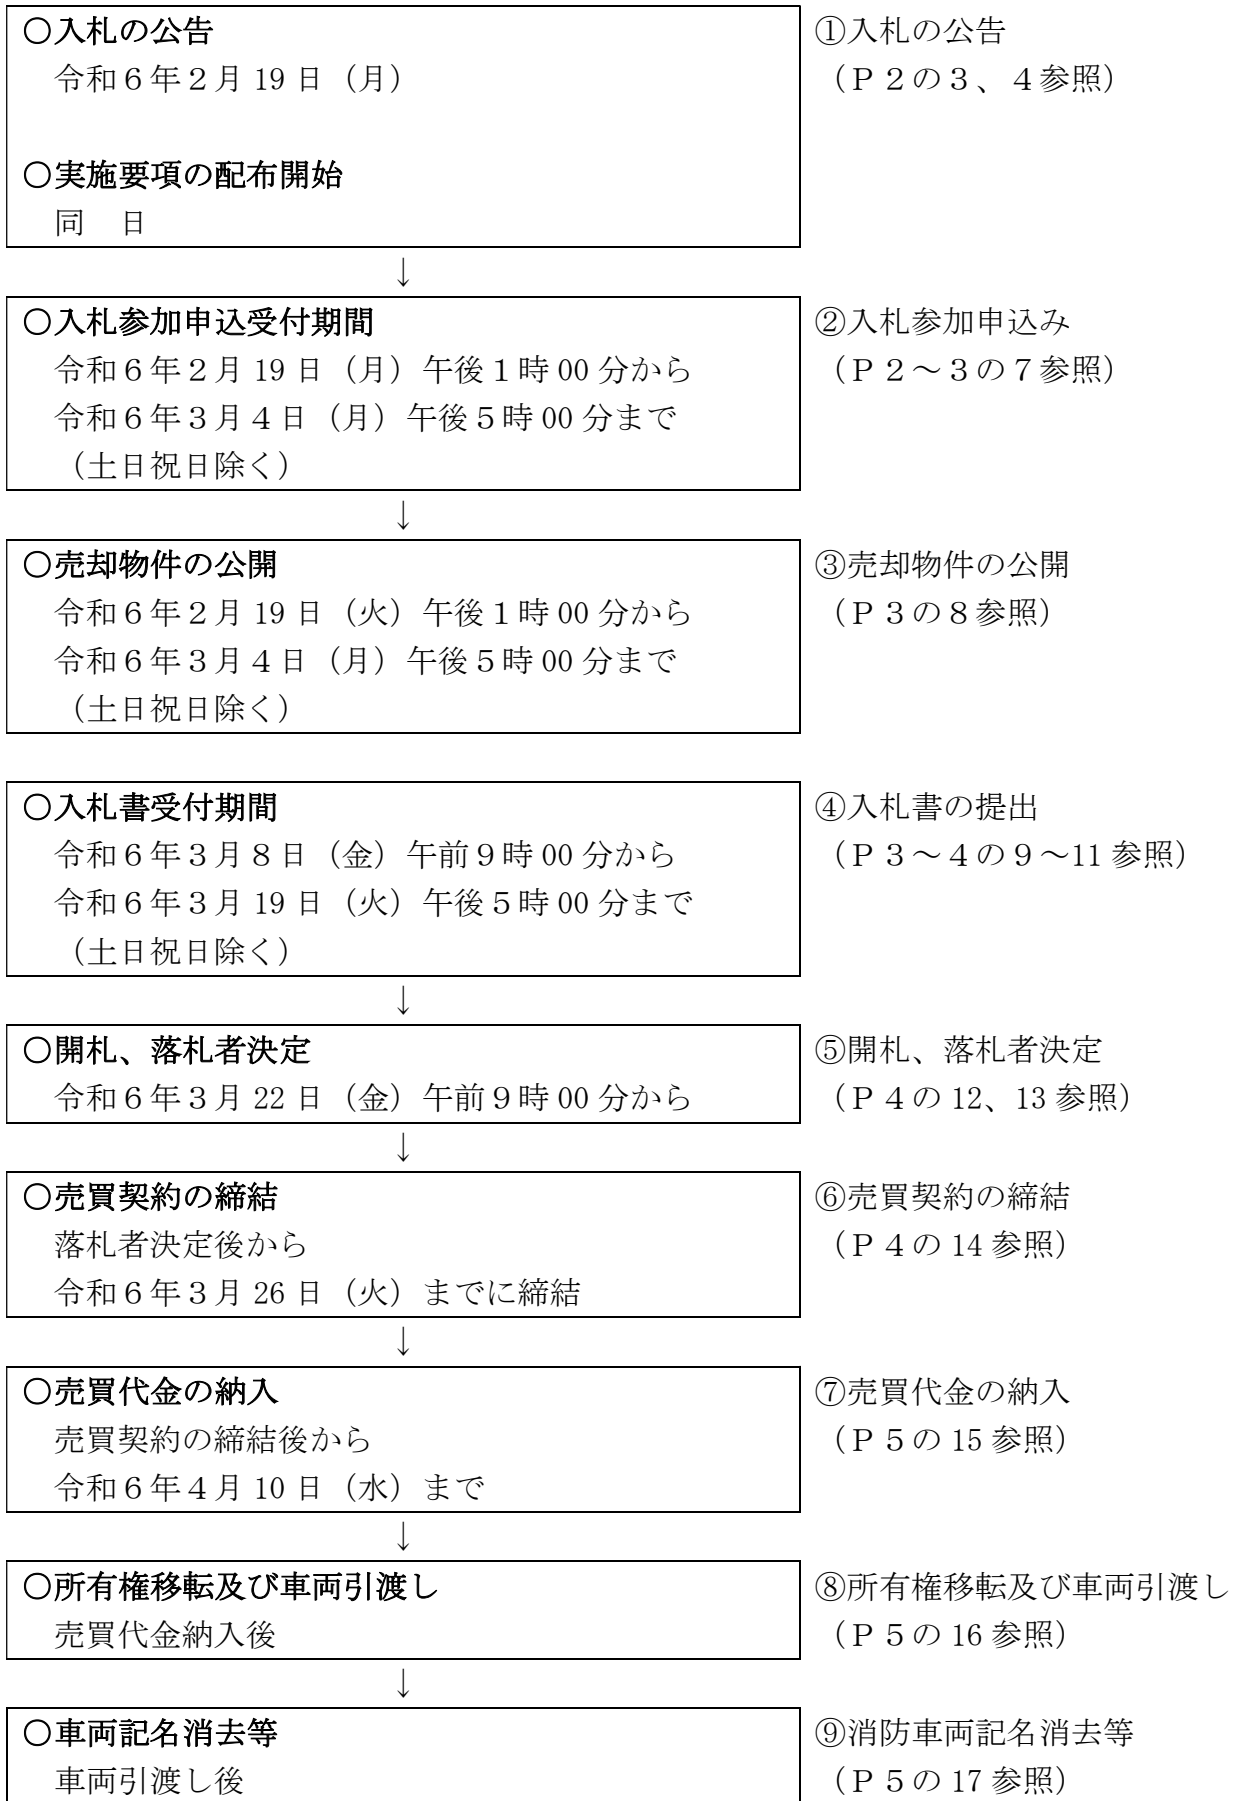 〇入札の公告
令和６年２月 19 日（月）
〇実施要項の配布開始
同　日
①入札の公告
（Ｐ２の３、４参照）
↓
〇入札参加申込受付期間
令和６年２月 19 日（月）午後１時 00 分から
令和６年３月４日（月）午後５時 00 分まで
（土日祝日除く）
②入札参加申込み
（Ｐ２～３の７参照）
↓
〇売却物件の公開
令和６年２月 19 日（火）午後１時 00 分から
令和６年３月４日（月）午後５時 00 分まで
（土日祝日除く）
③売却物件の公開
（Ｐ３の８参照）
〇入札書受付期間
令和６年３月８日（金）午前９時 00 分から
令和６年３月 19 日（火）午後５時 00 分まで
（土日祝日除く）
④入札書の提出
（Ｐ３～４の９～11 参照）
↓
〇開札、落札者決定
令和６年３月 22 日（金）午前９時 00 分から
⑤開札、落札者決定
（Ｐ４の 12、13 参照）
↓
〇売買契約の締結
落札者決定後から
令和６年３月 26 日（火）までに締結
⑥売買契約の締結
（Ｐ４の 14 参照）
↓
〇売買代金の納入
売買契約の締結後から
令和６年４月 10 日（水）まで
⑦売買代金の納入
（Ｐ５の 15 参照）
↓
〇所有権移転及び車両引渡し
売買代金納入後
⑧所有権移転及び車両引渡し
（Ｐ５の 16 参照）
↓
〇車両記名消去等
車両引渡し後
⑨消防車両記名消去等
（Ｐ５の 17 参照）